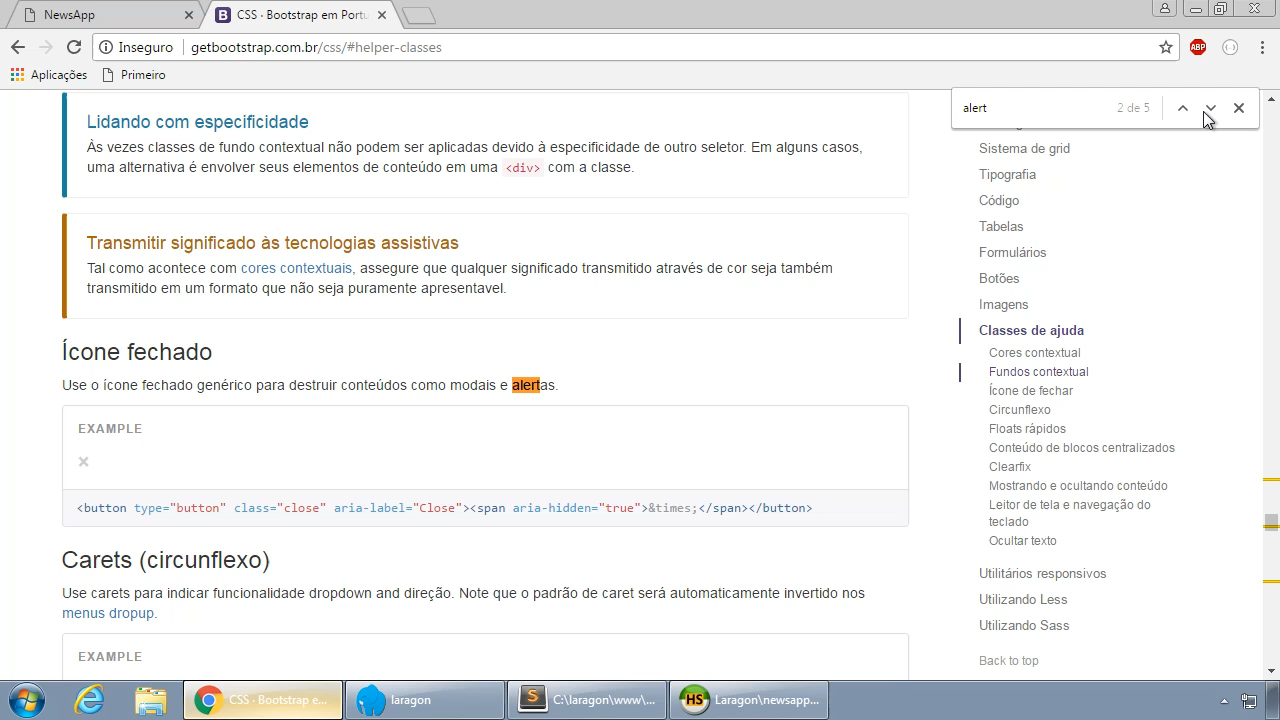 NewsApp
CSS · Bootstrap em Portu
Inseguro
getbootstrap.com.br/css/#helper-classes
ABP
Aplicações
Primeiro
alert
2 de 5
Lidando com especificidade
Às vezes classes de fundo contextual não podem ser aplicadas devido à especificidade de outro seletor. Em alguns casos,
uma alternativa é envolver seus elementos de conteúdo em uma <div> com a classe.
Transmitir significado às tecnologias assistivas
Tal como acontece com cores contextuais, assegure que qualquer significado transmitido através de cor seja também
transmitido em um formato que não seja puramente apresentavel.
Ícone fechado
Use o ícone fechado genérico para destruir conteúdos como modais e alertas.
EXAMPLE
×
<button type="button" class="close" aria-label="Close"><span aria-hidden="true">&times;</span></button>
Carets (circunflexo)
Use carets para indicar funcionalidade dropdown and direção. Note que o padrão de caret será automaticamente invertido nos
menus dropup.
EXAMPLE
Sistema de grid
Tipografia
Código
Tabelas
Formulários
Botões
Imagens
Classes de ajuda
Cores contextual
Fundos contextual
Ícone de fechar
Circunflexo
Floats rápidos
Conteúdo de blocos centralizados
Clearfix
Mostrando e ocultando conteúdo
Leitor de tela e navegação do
teclado
Ocultar texto
Utilitários responsivos
Utilizando Less
Utilizando Sass
Back to top
CSS · Bootstrap e...
laragon
C:\laragon\www\...
HS
Laragon\newsapp...